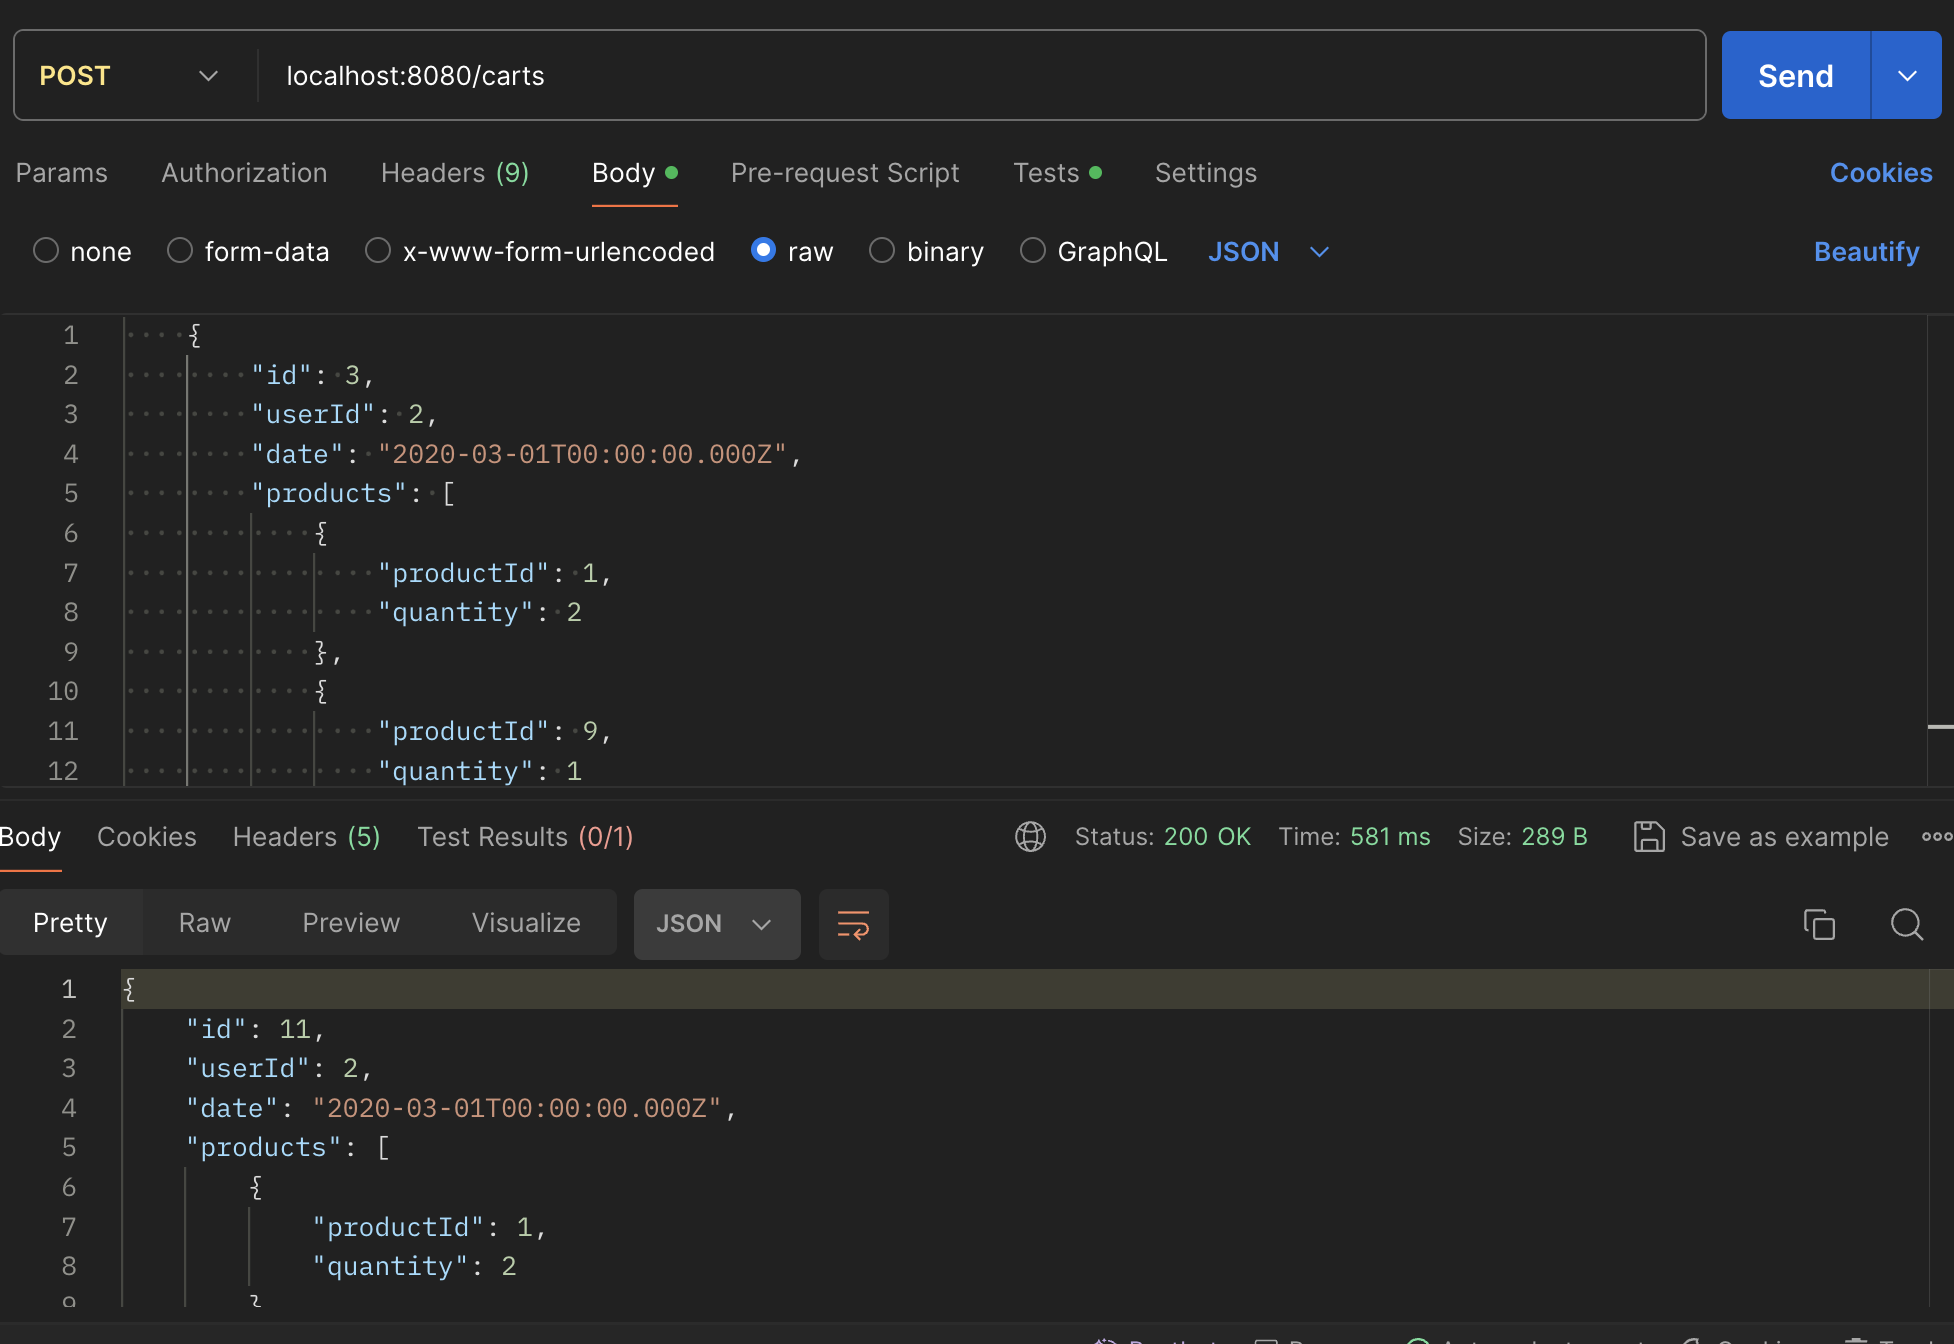 POST localhost:8080/carts Send
Params Authorization Headers (9) Body Pre-request Script Tests Settings Cookies
none form-data x-www-form-urlencoded raw binary GraphQL JSON Beautify
1 {
2 "id": 3,
3 "userId": 2,
4 "date": "2020-03-01T00:00:00.000Z",
5 "products": [
6 {
7 "productId": 1,
8 "quantity": 2
9 },
10 {
11 "productId": 9,
12 "quantity": 1
Body Cookies Headers (5) Test Results (0/1) Status: 200 OK Time: 581 ms Size: 289 B Save as example
Pretty Raw Preview Visualize JSON
1 {
2 "id": 11,
3 "userId": 2,
4 "date": "2020-03-01T00:00:00.000Z",
5 "products": [
6 {
7 "productId": 1,
8 "quantity": 2
9 }